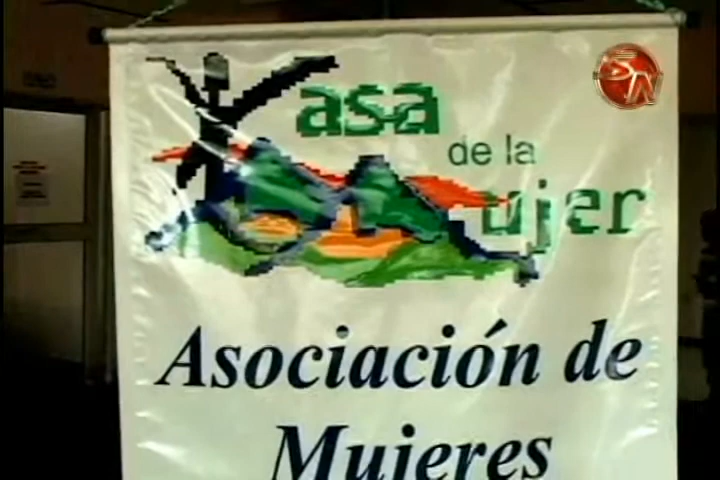 asa
de la
ujer
Asociación de
Mujeres